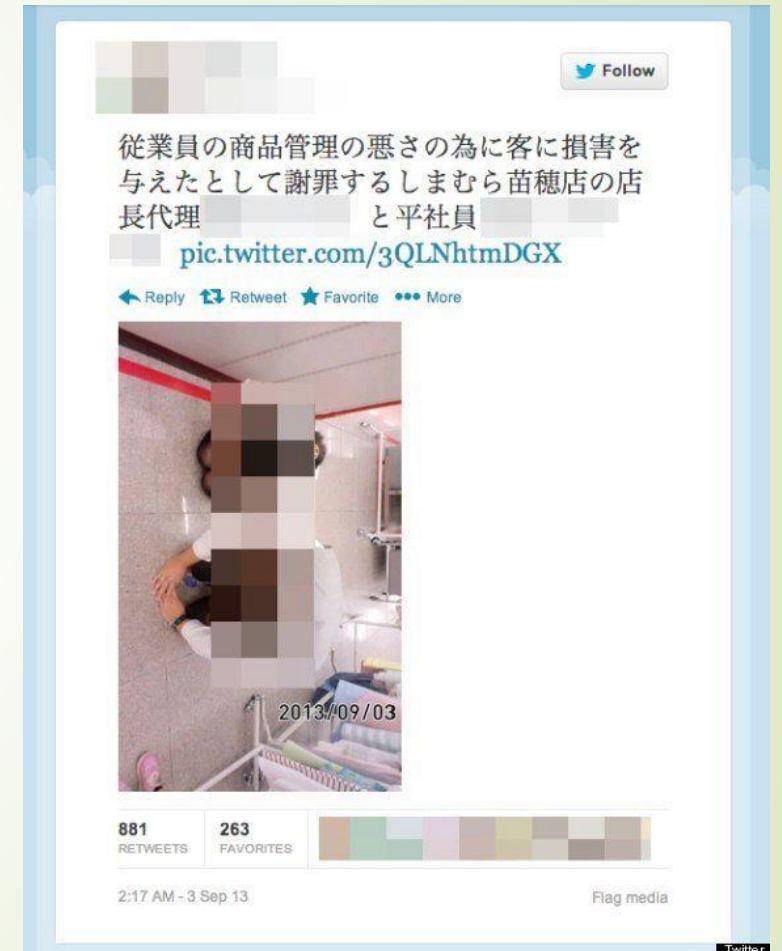 Follow
従業員の商品管理の悪さの為に客に損害を
与えたとして謝罪するしまむら苗穂店の店
長代理 と平社員
pic.twitter.com/3QLNhtmDGX
Reply Retweet Favorite More
2013/09/03
881 263
RETWEETS FAVORITES
2:17 AM - 3 Sep 13 Flag media
Twitter